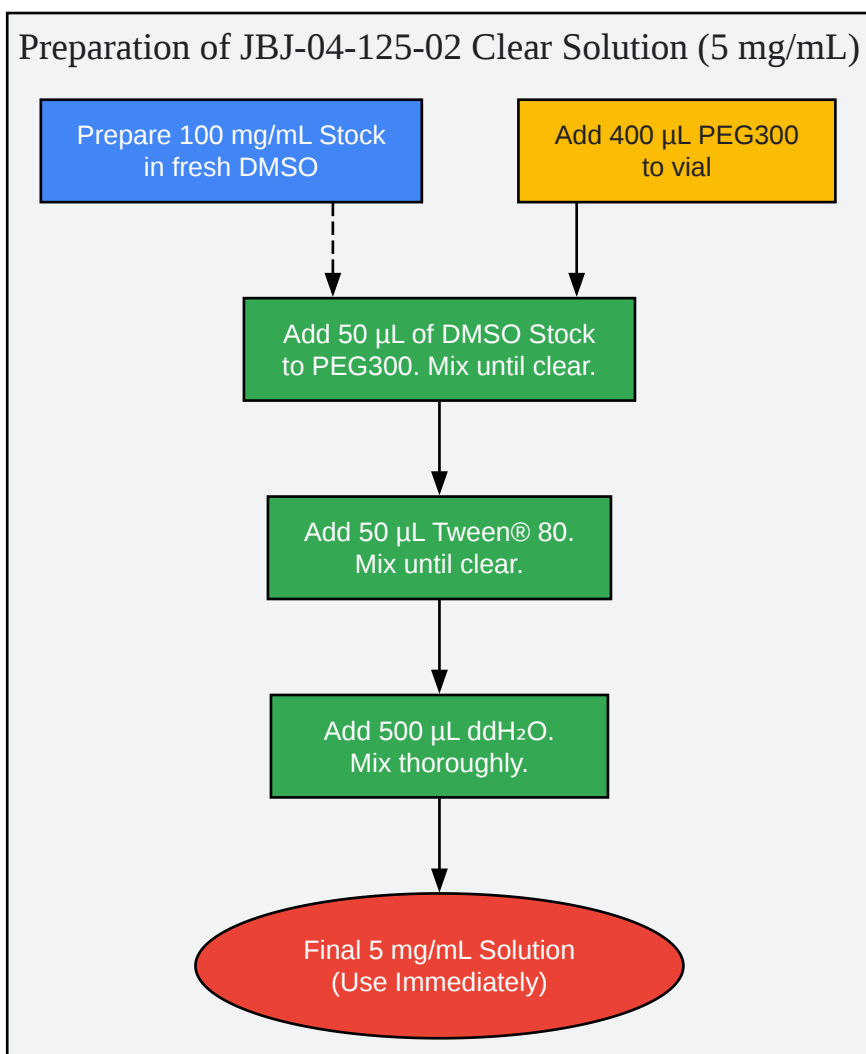 Preparation of JBJ-04-125-02 Clear Solution (5 mg/mL)
Prepare 100 mg/mL Stock
in fresh DMSO
Add 400 µL PEG300
to vial
Add 50 µL of DMSO Stock
to PEG300. Mix until clear.
Add 50 µL Tween® 80.
Mix until clear.
Add 500 µL ddH₂O.
Mix thoroughly.
Final 5 mg/mL Solution
(Use Immediately)